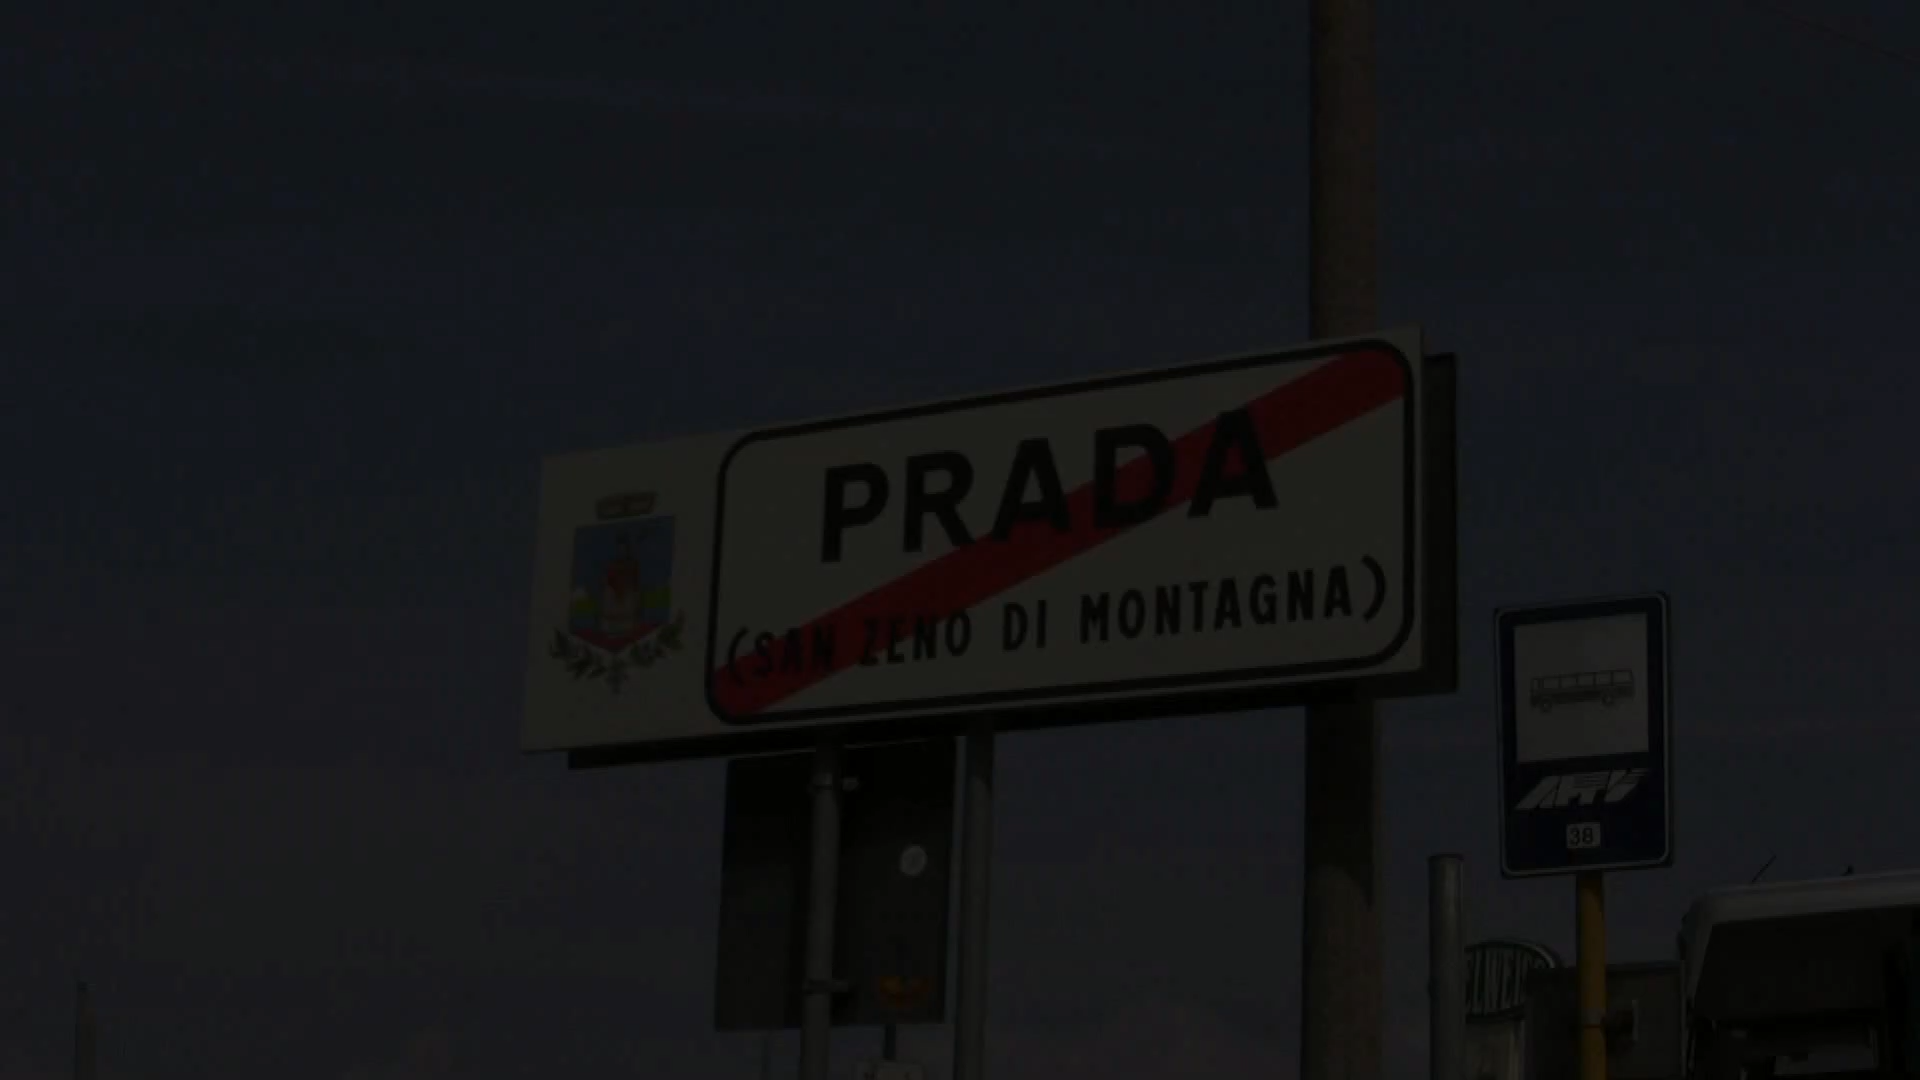 PRADA
(SAN ZENO DI MONTAGNA)
ATV
38